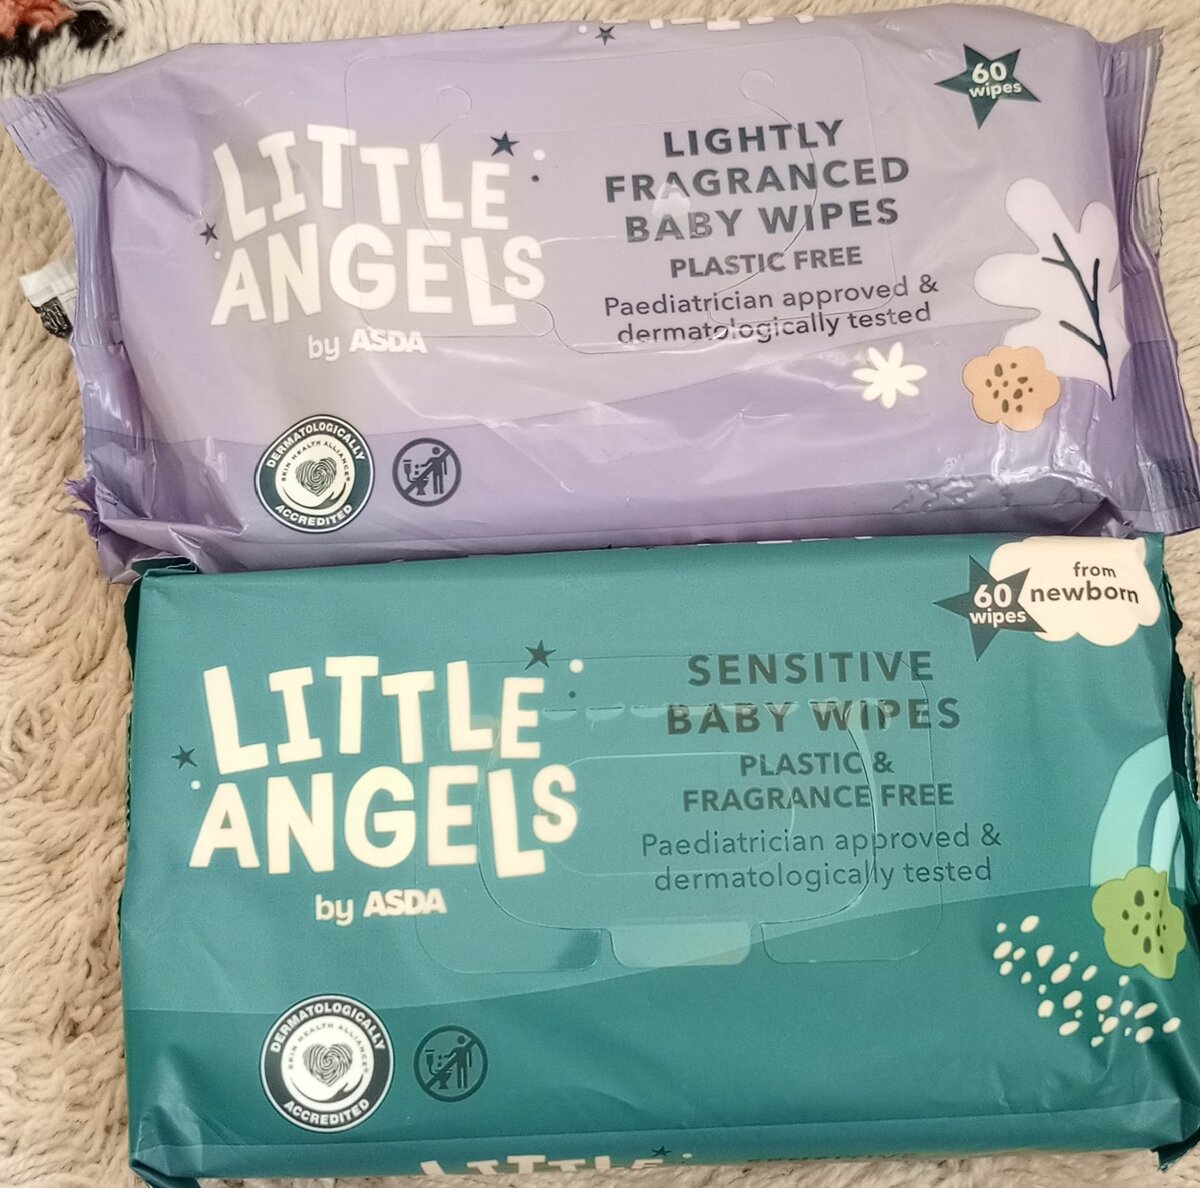 60
wipes
LITTLE
ANGELS
by ASDA
LIGHTLY
FRAGRANCED
BABY WIPES
PLASTIC FREE
Paediatrician approved &
dermatologically tested
DERMATOLOGICALLY
SKIN HEALTH ALLIANCE
ACCREDITED
from
newborn
60
wipes
LITTLE
ANGELS
by ASDA
SENSITIVE
BABY WIPES
PLASTIC &
FRAGRANCE FREE
Paediatrician approved &
dermatologically tested
DERMATOLOGICALLY
SKIN HEALTH ALLIANCE
ACCREDITED
LITTLE